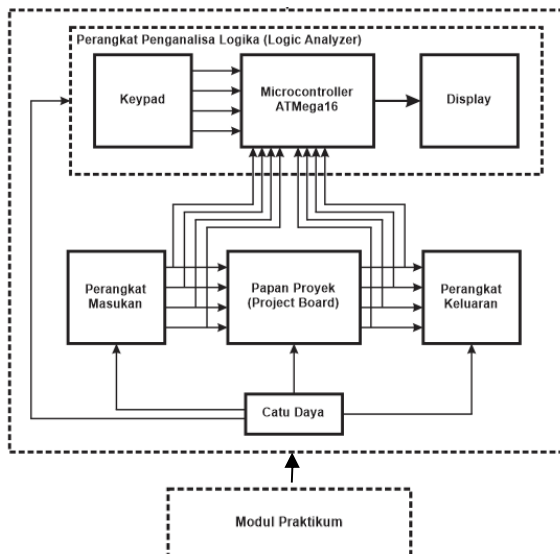 Perangkat Penganalisa Logika (Logic Analyzer)
Keypad
Microcontroller
ATMega16
Display
Perangkat
Masukan
Papan Proyek
(Project Board)
Perangkat
Keluaran
Catu Daya
Modul Praktikum